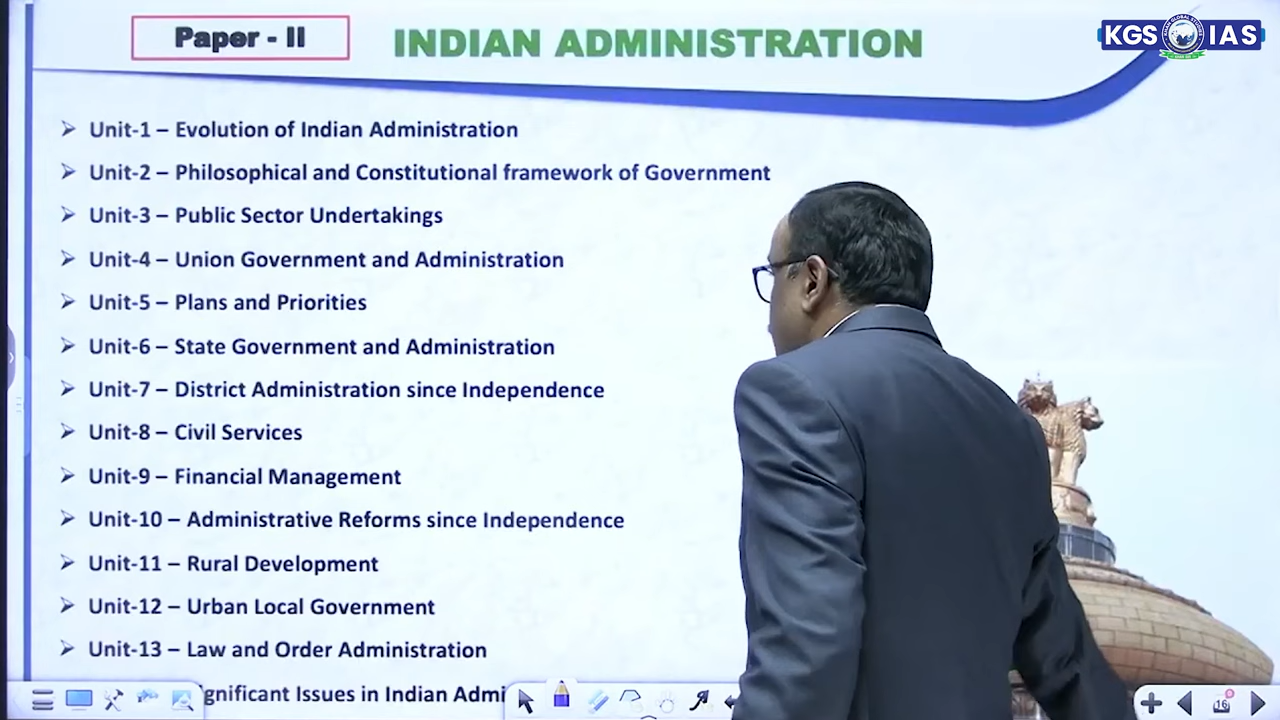 Paper - II
INDIAN ADMINISTRATION
KGS IAS
➢ Unit-1 – Evolution of Indian Administration
➢ Unit-2 – Philosophical and Constitutional framework of Government
➢ Unit-3 – Public Sector Undertakings
➢ Unit-4 – Union Government and Administration
➢ Unit-5 – Plans and Priorities
➢ Unit-6 – State Government and Administration
➢ Unit-7 – District Administration since Independence
➢ Unit-8 – Civil Services
➢ Unit-9 – Financial Management
➢ Unit-10 – Administrative Reforms since Independence
➢ Unit-11 – Rural Development
➢ Unit-12 – Urban Local Government
➢ Unit-13 – Law and Order Administration
gnificant Issues in Indian Admi
16